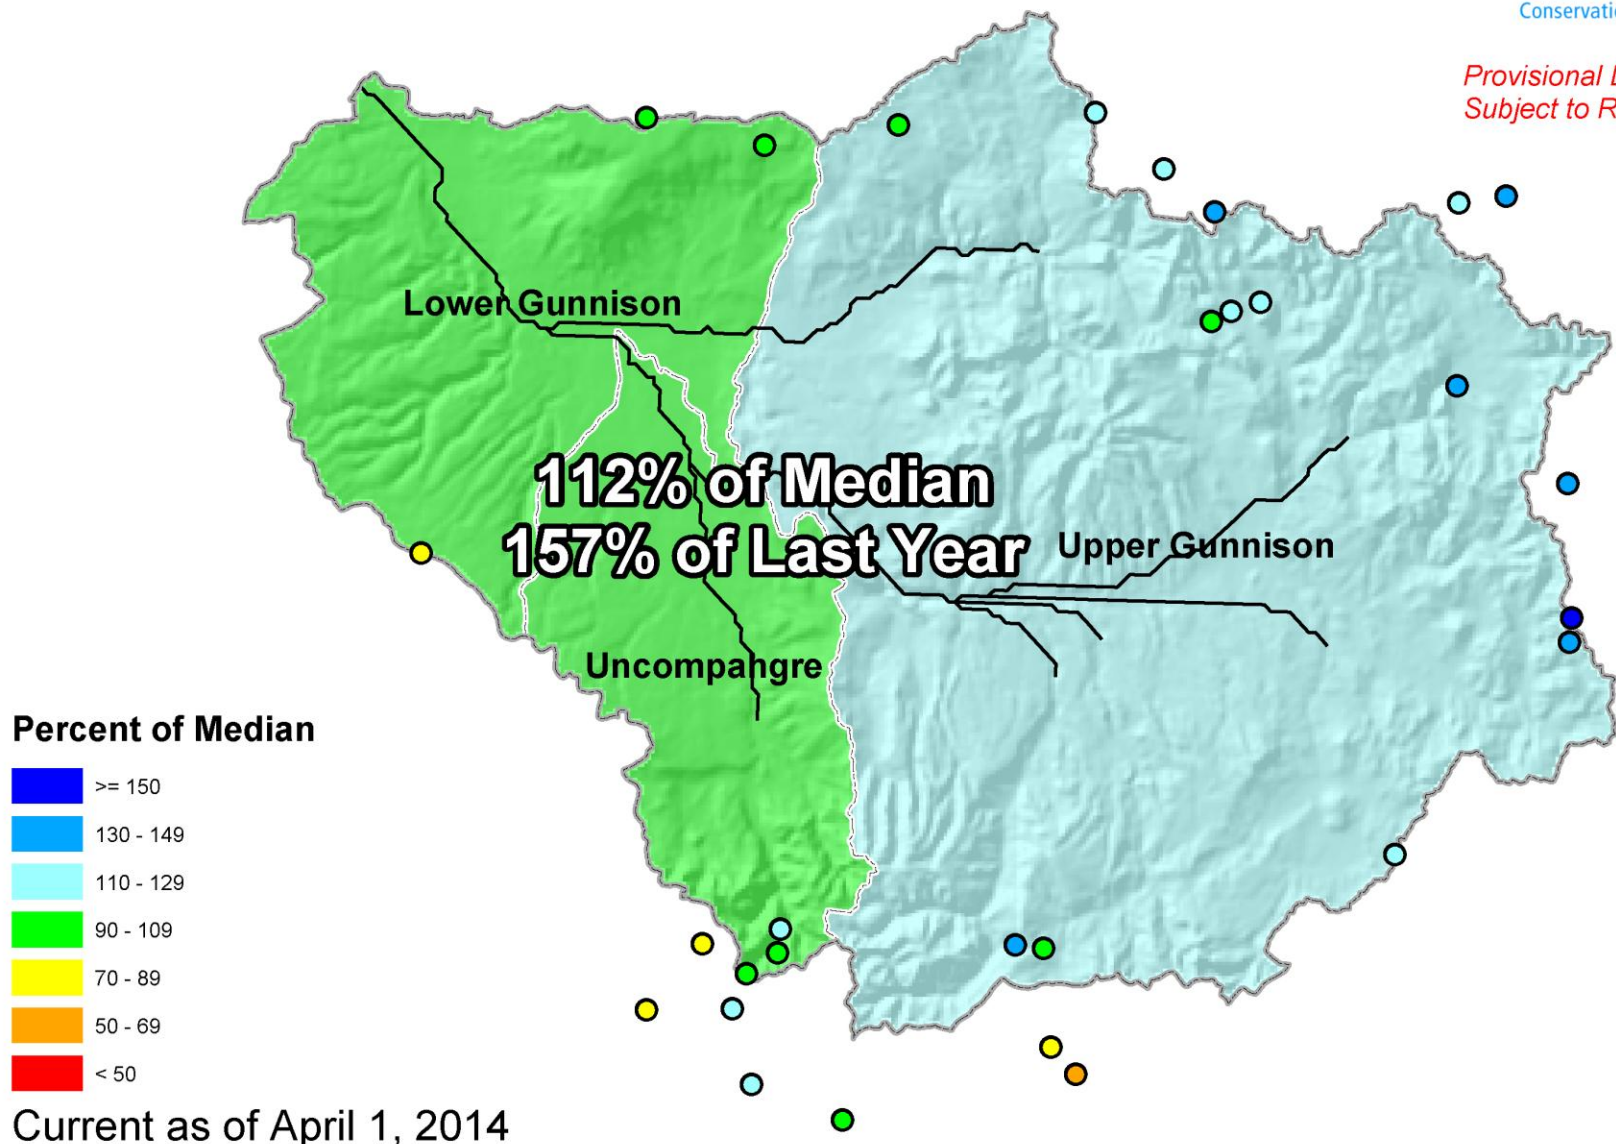 Conservati
Provisional
Subject to R
Lower Gunnison
112% of Median
157% of Last Year
Upper Gunnison
Uncompahgre
Percent of Median
>= 150
130 - 149
110 - 129
90 - 109
70 - 89
50 - 69
< 50
Current as of April 1, 2014